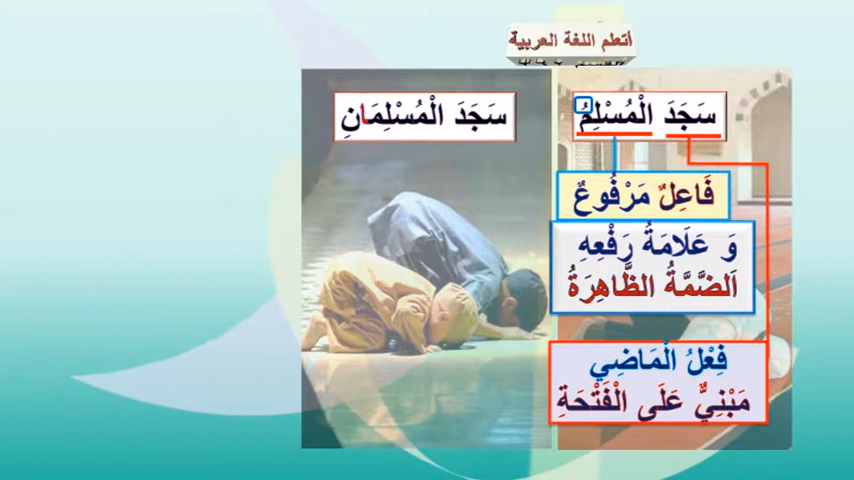 أتعلم اللغة العربية
سَجَدَ الْمُسْلِمُ
سَجَدَ الْمُسْلِمَانِ
فَاعِلٌ مَرْفُوعٌ
وَ عَلَامَةُ رَفْعِهِ
اَلضَّمَّةُ الظَّاهِرَةُ
فِعْلُ الْمَاضِي
مَبْنِيٌّ عَلَى الْفَتْحَةِ